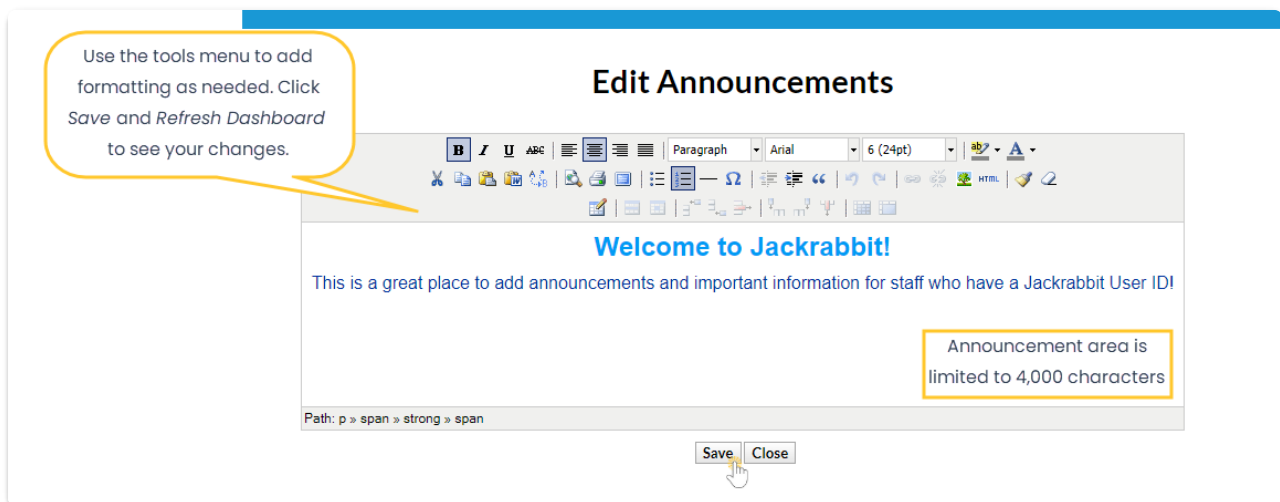 Use the tools menu to add
formatting as needed. Click
Save and Refresh Dashboard
to see your changes.
Edit Announcements
B I U ABC Paragraph Arial 6 (24pt) ab A
Ω “ HTML
Welcome to Jackrabbit!
This is a great place to add announcements and important information for staff who have a Jackrabbit User ID!
Announcement area is
limited to 4,000 characters
Path: p » span » strong » span
Save Close